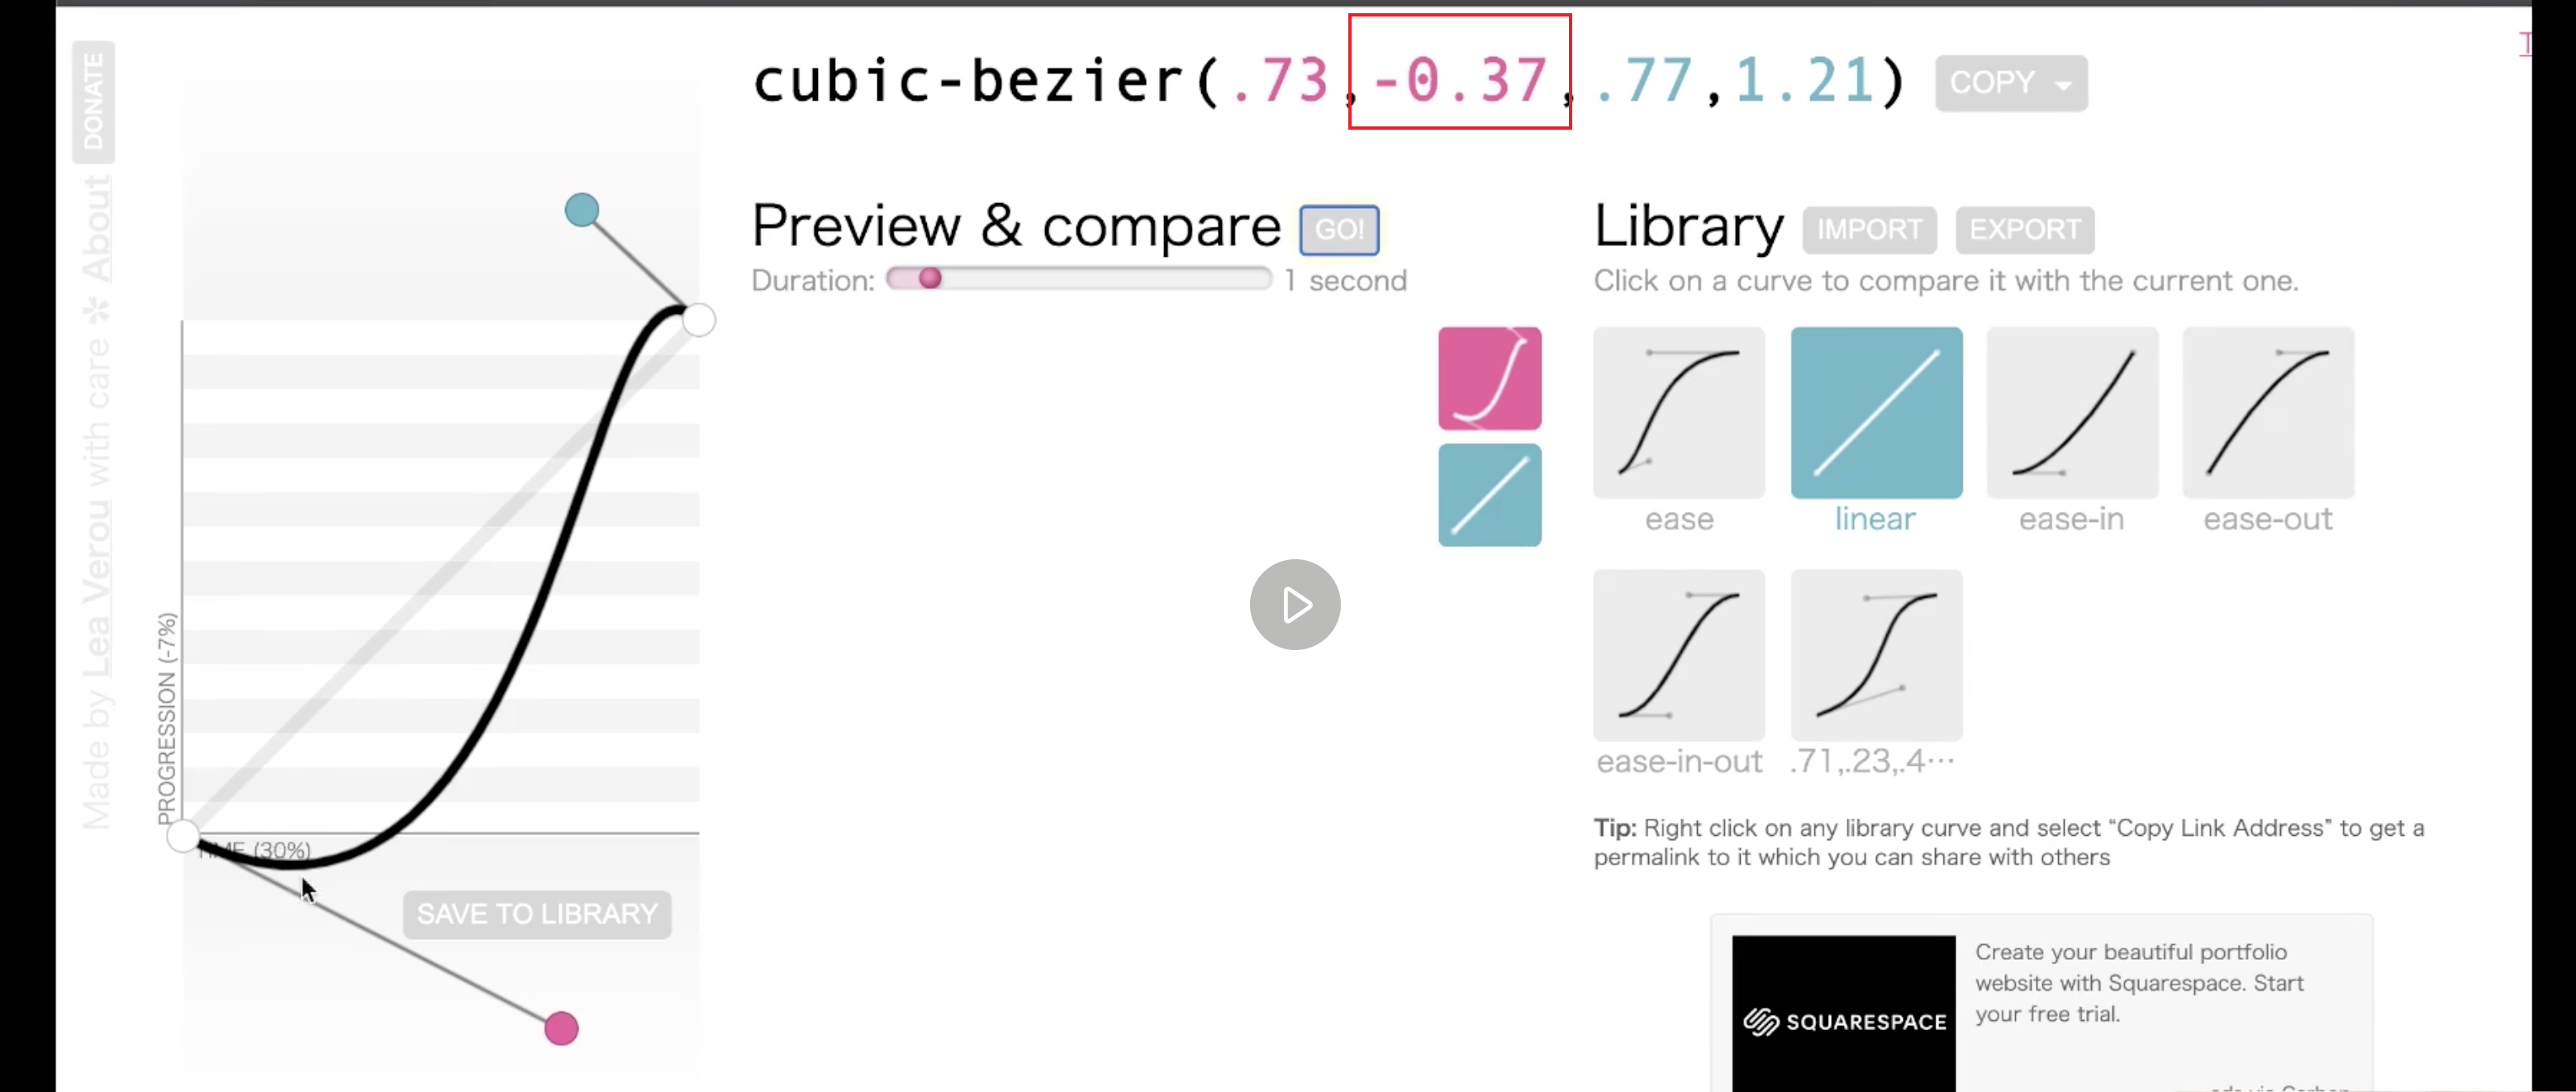 cubic-bezier(.73,-0.37,.77,1.21) COPY
DONATE
Made by Lea Verou with care ✲ About
Preview & compare GO!
Duration: 1 second
Library IMPORT EXPORT
Click on a curve to compare it with the current one.
ease linear ease-in ease-out
ease-in-out .71,.23,.4…
Tip: Right click on any library curve and select “Copy Link Address” to get a
permalink to it which you can share with others
PROGRESSION (-7%)
TIME (30%)
SAVE TO LIBRARY
SQUARESPACE
Create your beautiful portfolio
website with Squarespace. Start
your free trial.